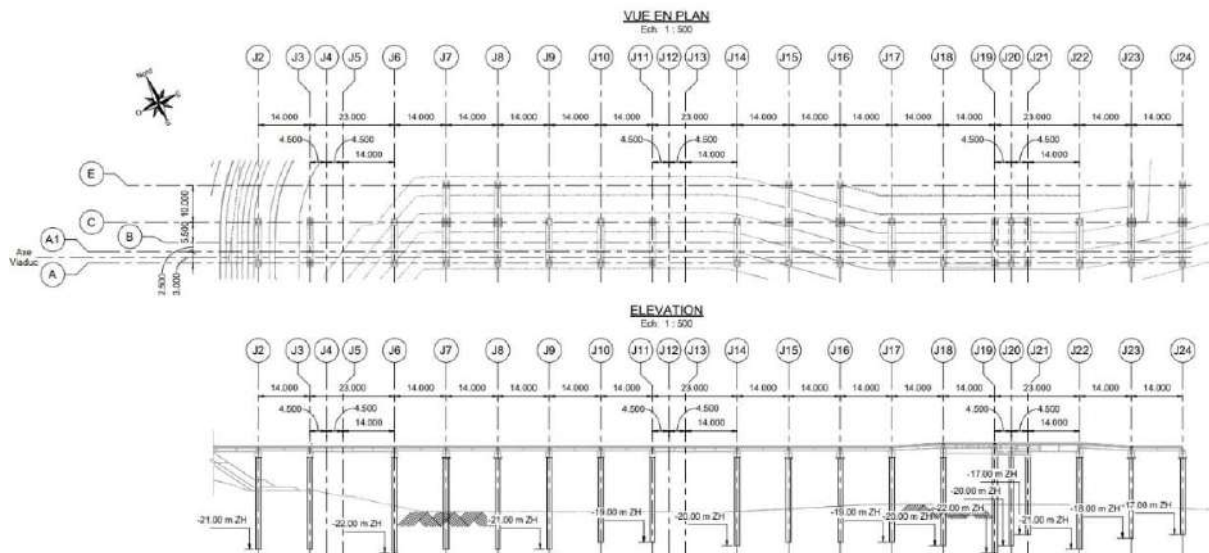 VUE EN PLAN
Ech. 1 : 500
J2 J3 J4 J5 J6 J7 J8 J9 J10 J11 J12 J13 J14 J15 J16 J17 J18 J19 J20 J21 J22 J23 J24
Nord
14.000 23.000 14.000 14.000 14.000 14.000 14.000 23.000 14.000 14.000 14.000 14.000 14.000 23.000 14.000 14.000
4.500 4.500 4.500 4.500 4.500 4.500
14.000 14.000 14.000
E
10.000
C
A1
B
Axe
Viaduc
A
2.500
3.000
ELEVATION
Ech. 1 : 500
J2 J3 J4 J5 J6 J7 J8 J9 J10 J11 J12 J13 J14 J15 J16 J17 J18 J19 J20 J21 J22 J23 J24
14.000 23.000 14.000 14.000 14.000 14.000 14.000 23.000 14.000 14.000 14.000 14.000 14.000 23.000 14.000 14.000
4.500 4.500 4.500 4.500 4.500 4.500
14.000 14.000 14.000
-17.00 m ZH
-20.00 m ZH
-21.00 m ZH -22.00 m ZH -21.00 m ZH -19.00 m ZH -20.00 m ZH -19.00 m ZH -20.00 m ZH -22.00 m ZH -21.00 m ZH -18.00 m ZH -17.00 m ZH